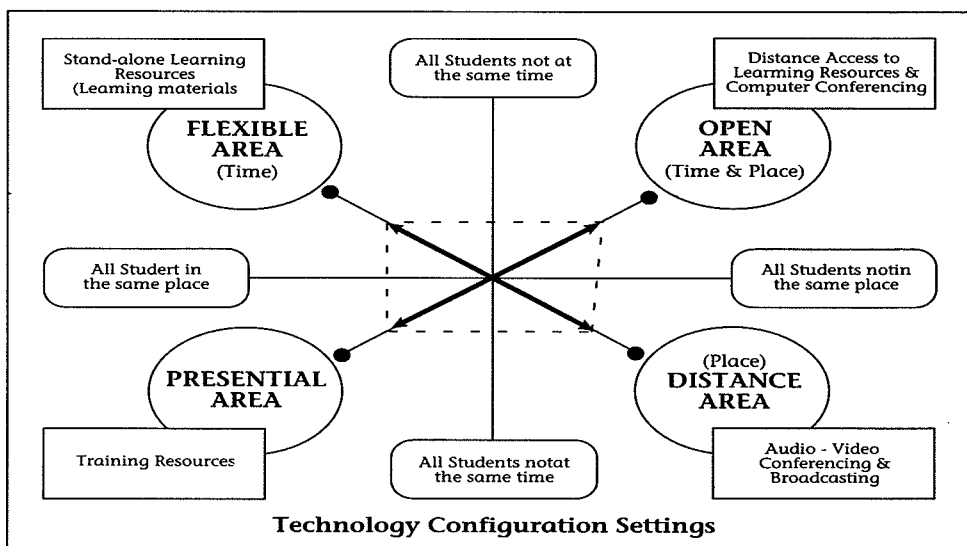 Stand-alone Learning
Resources
(Learning materials
FLEXIBLE
AREA
(Time)
All Students not at
the same time
Distance Access to
Learrning Resources &
Computer Conferencing
OPEN
AREA
(Time & Place)
All Studert in
the same place
All Students notin
the same place
PRESENTIAL
AREA
Training Resources
All Students notat
the same time
(Place)
DISTANCE
AREA
Audio - Video
Conferencing &
Broadcasting
Technology Configuration Settings